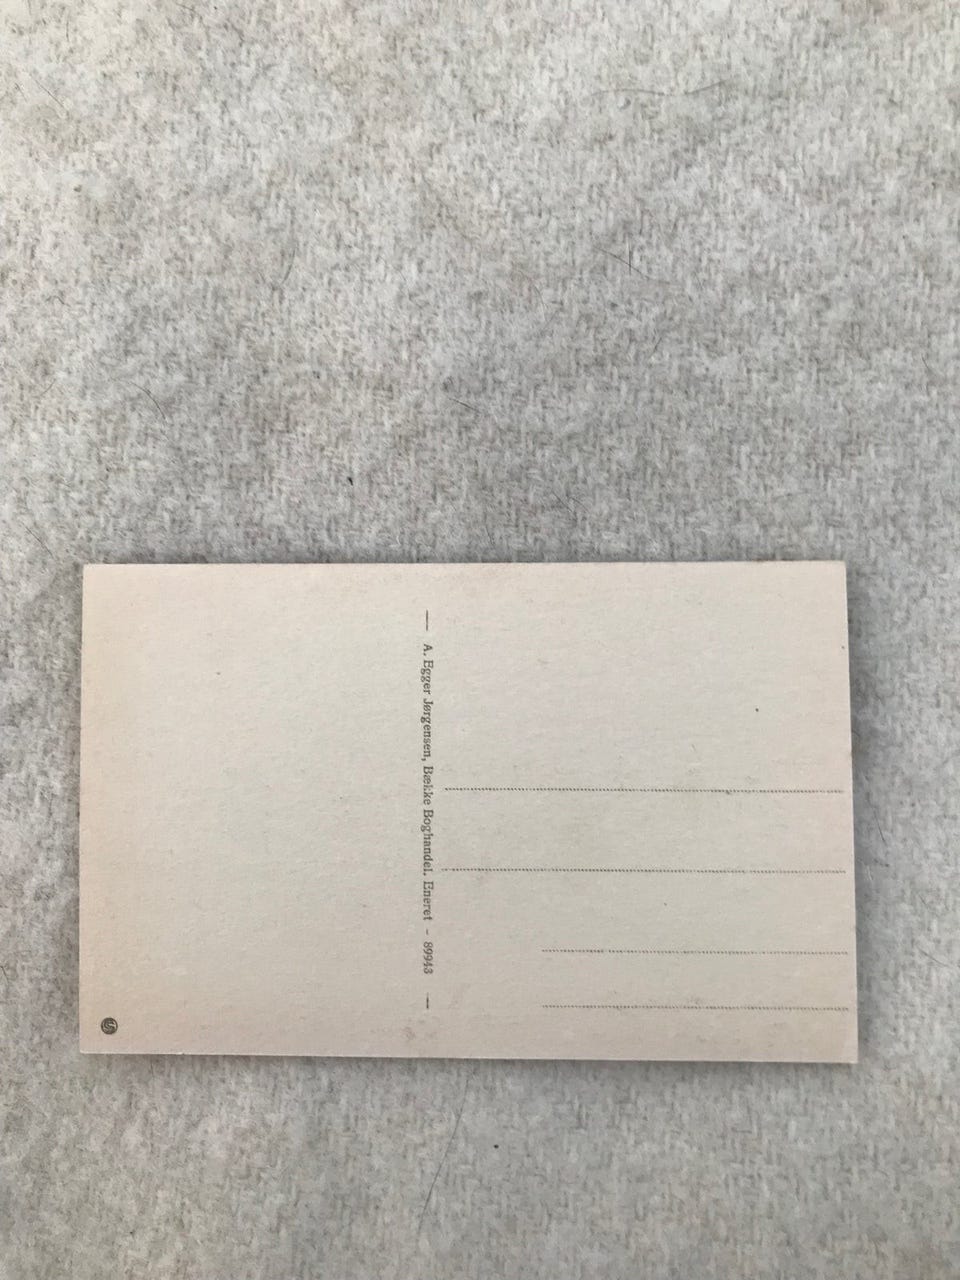 — A. Egger Jørgensen, Bække Boghandel. Eneret - 89943 —